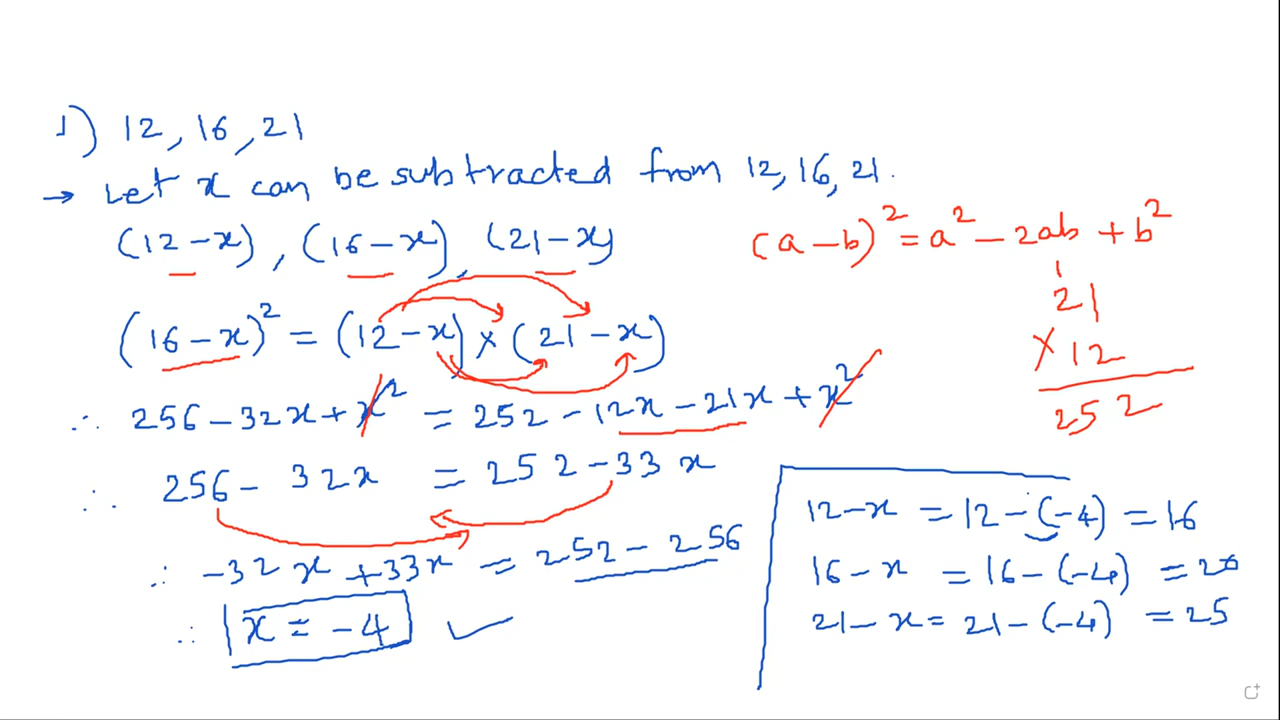 1) 12, 16, 21
→ Let x can be subtracted from 12, 16, 21.
(12 - x), (16 - x), (21 - x)
(a - b)² = a² - 2ab + b²
(16 - x)² = (12 - x) × (21 - x)
1
21
× 12
252
∴ 256 - 32x + x² = 252 - 12x - 21x + x²
∴ 256 - 32x = 252 - 33x
∴ -32x + 33x = 252 - 256
∴ x = -4 ✓
12 - x = 12 - (-4) = 16
16 - x = 16 - (-4) = 20
21 - x = 21 - (-4) = 25